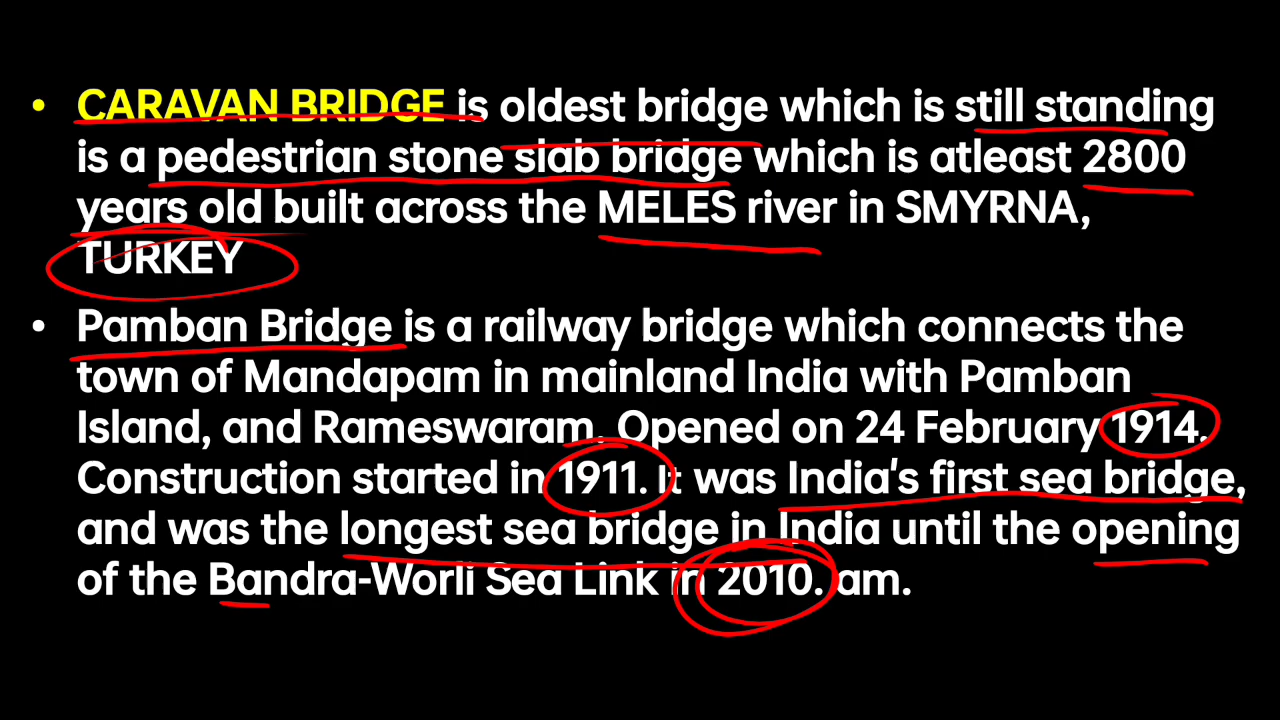 • CARAVAN BRIDGE is oldest bridge which is still standing
is a pedestrian stone slab bridge which is atleast 2800
years old built across the MELES river in SMYRNA,
TURKEY
• Pamban Bridge is a railway bridge which connects the
town of Mandapam in mainland India with Pamban
Island, and Rameswaram. Opened on 24 February 1914.
Construction started in 1911. It was India's first sea bridge,
and was the longest sea bridge in India until the opening
of the Bandra-Worli Sea Link in 2010. am.